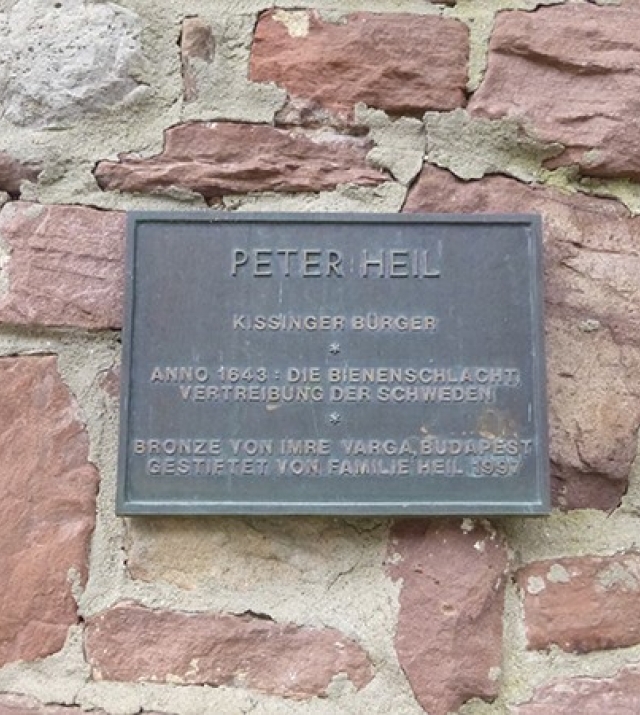 PETER HEIL
KISSINGER BÜRGER
*
ANNO 1643 : DIE BIENENSCHLACHT,
VERTREIBUNG DER SCHWEDEN
*
BRONZE VON IMRE VARGA, BUDAPEST
GESTIFTET VON FAMILIE HEIL 1997